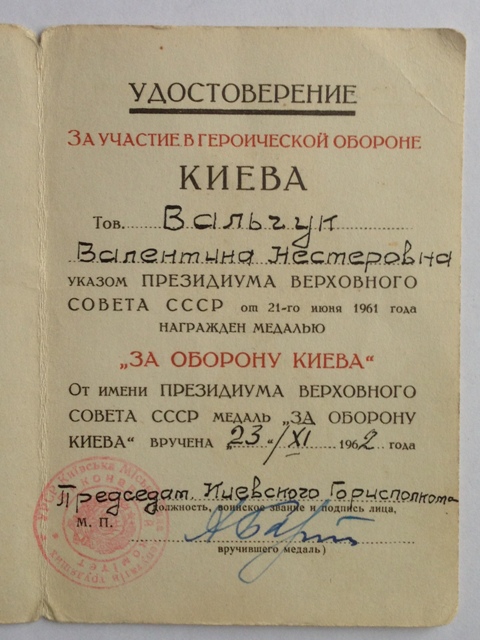 УДОСТОВЕРЕНИЕ
ЗА УЧАСТИЕ В ГЕРОИЧЕСКОЙ ОБОРОНЕ
КИЕВА
Тов. Вальчук
Валентина Нестеровна
УКАЗОМ ПРЕЗИДИУМА ВЕРХОВНОГО
СОВЕТА СССР от 21-го июня 1961 года
НАГРАЖДЕН МЕДАЛЬЮ
„ЗА ОБОРОНУ КИЕВА“
От имени ПРЕЗИДИУМА ВЕРХОВНОГО
СОВЕТА СССР МЕДАЛЬ „ЗА ОБОРОНУ
КИЕВА“ ВРУЧЕНА „23“/XI 1962 года
Председат. Киевского Горисполкома
Должность, воинское звание и подпись лица,
М. П.
вручившего медаль)